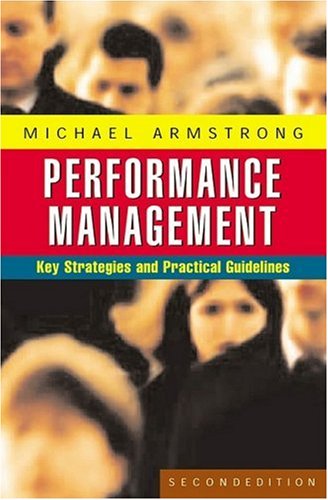 MICHAEL ARMSTRONG
PERFORMANCE
MANAGEMENT
Key Strategies and Practical Guidelines
SECONDEDITION